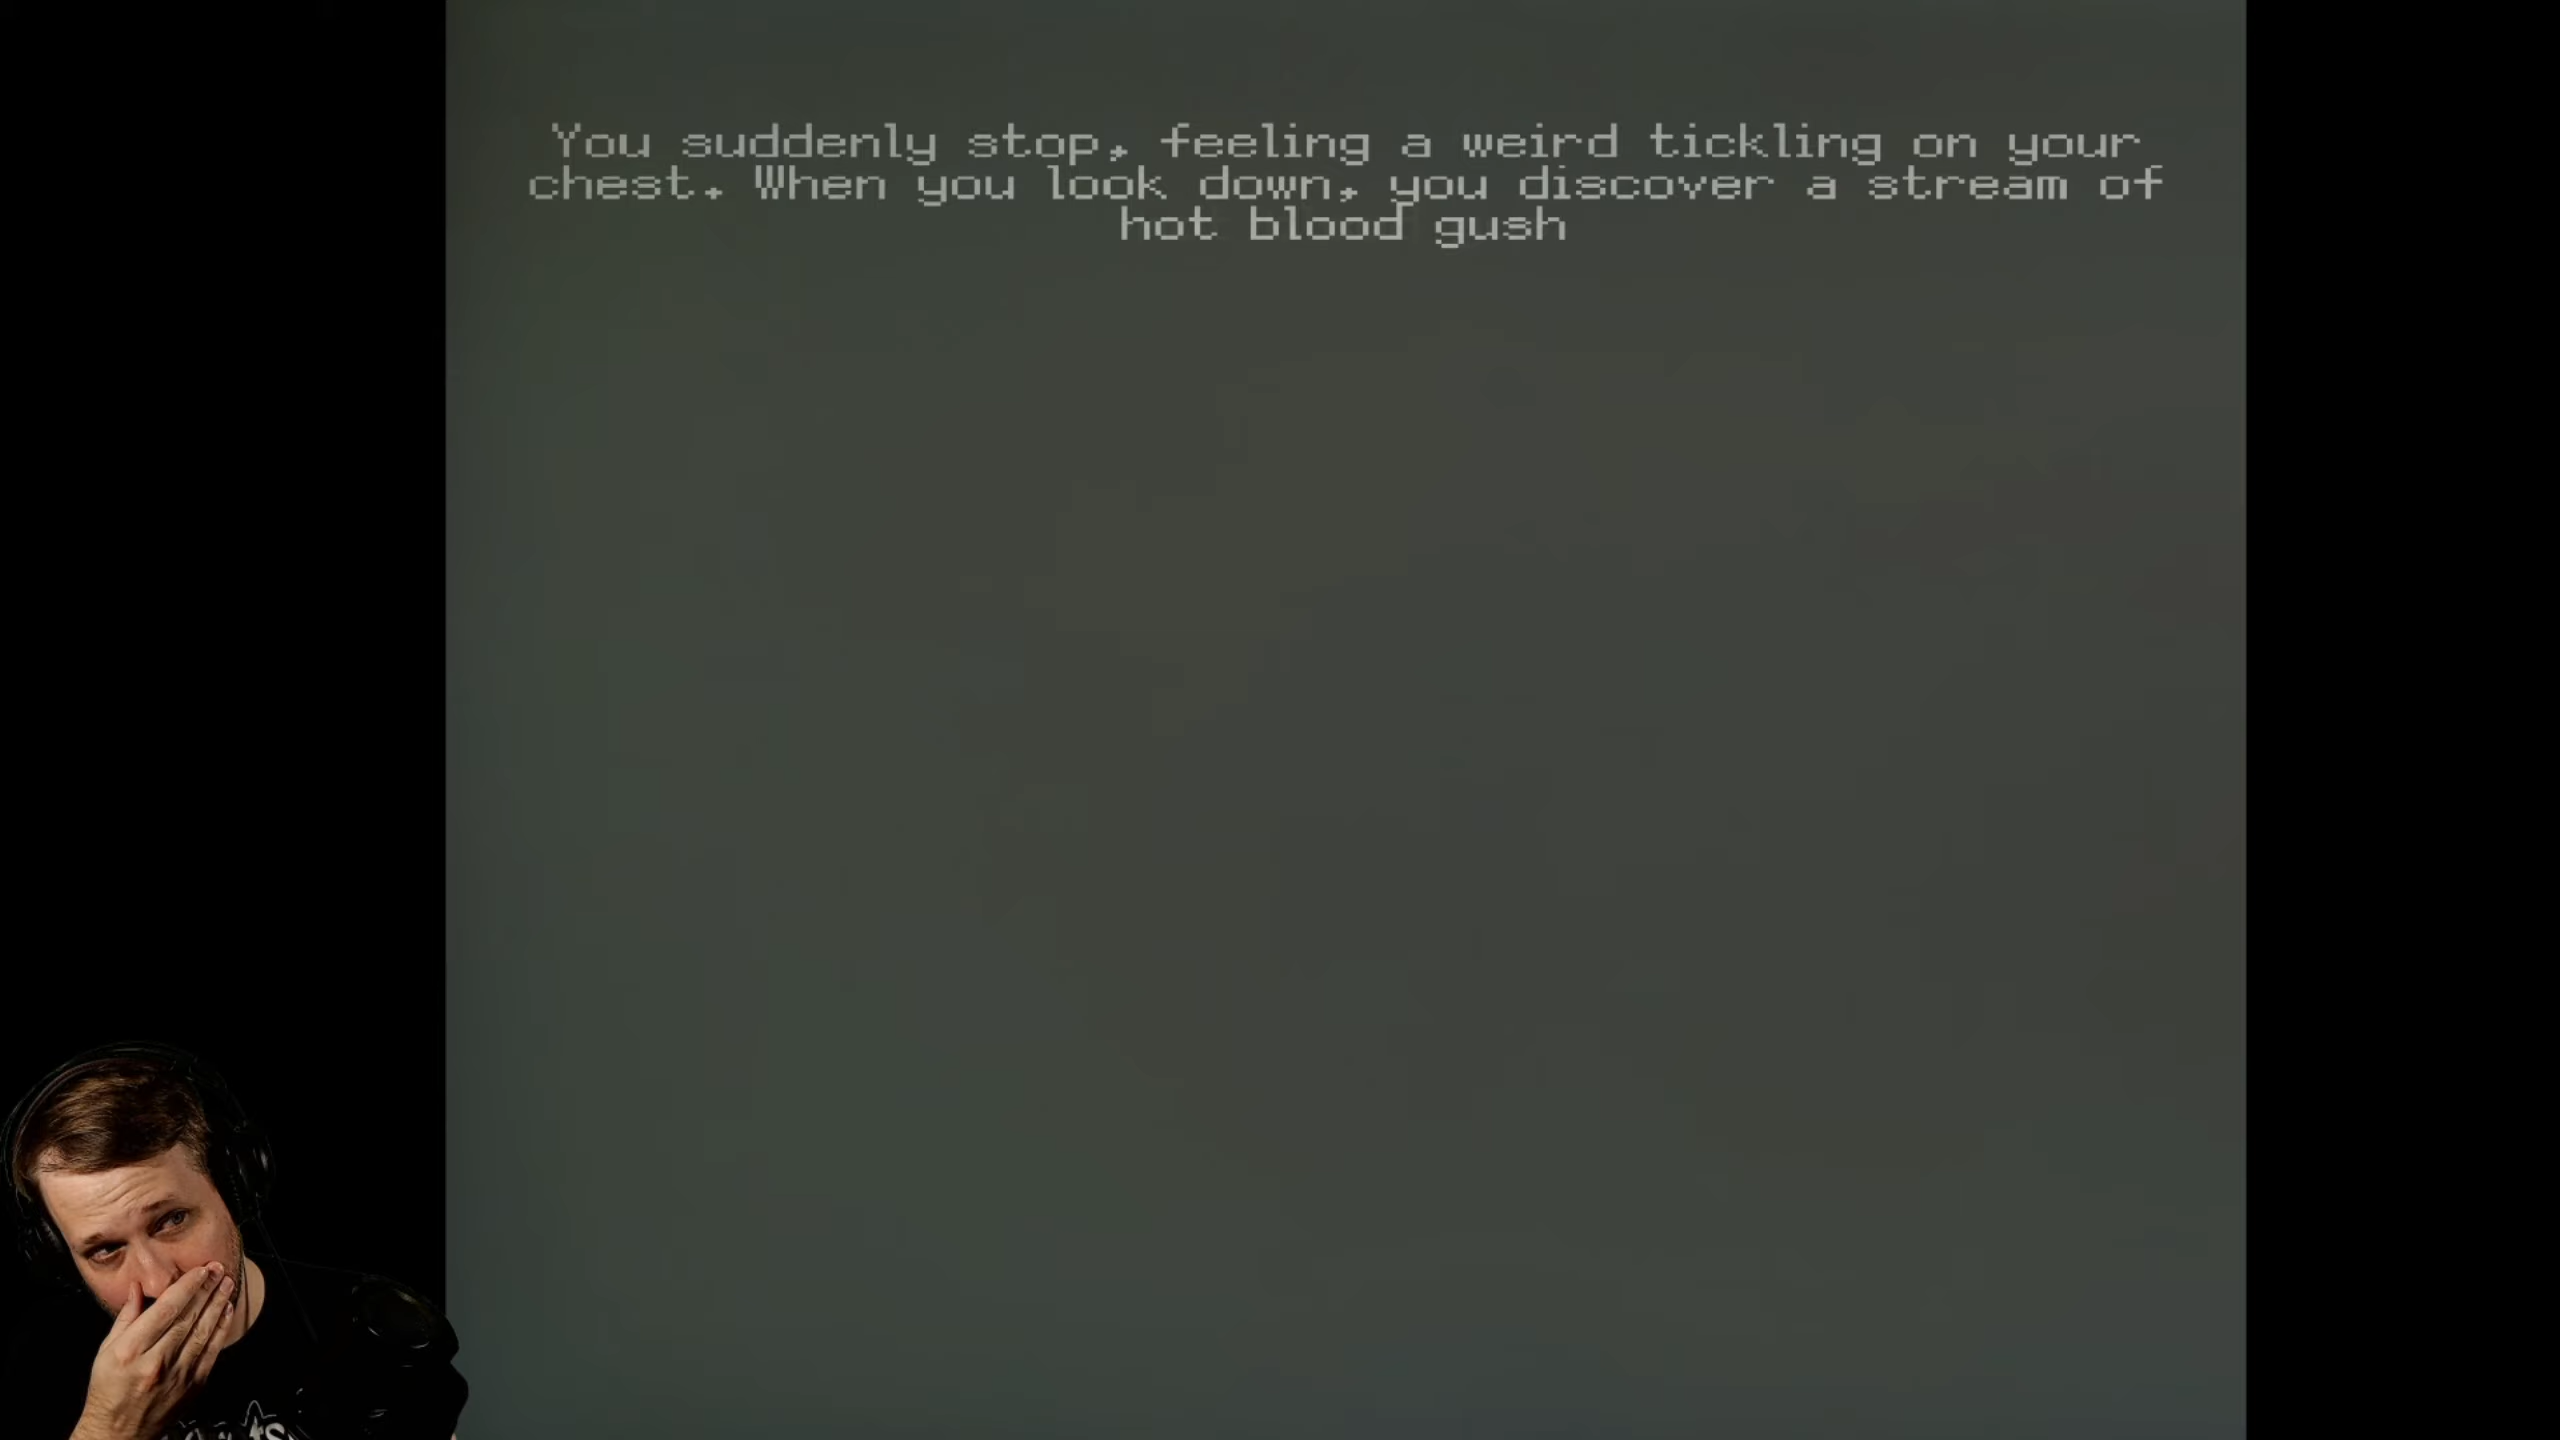 You suddenly stop, feeling a weird tickling on your
chest. When you look down, you discover a stream of
hot blood gush